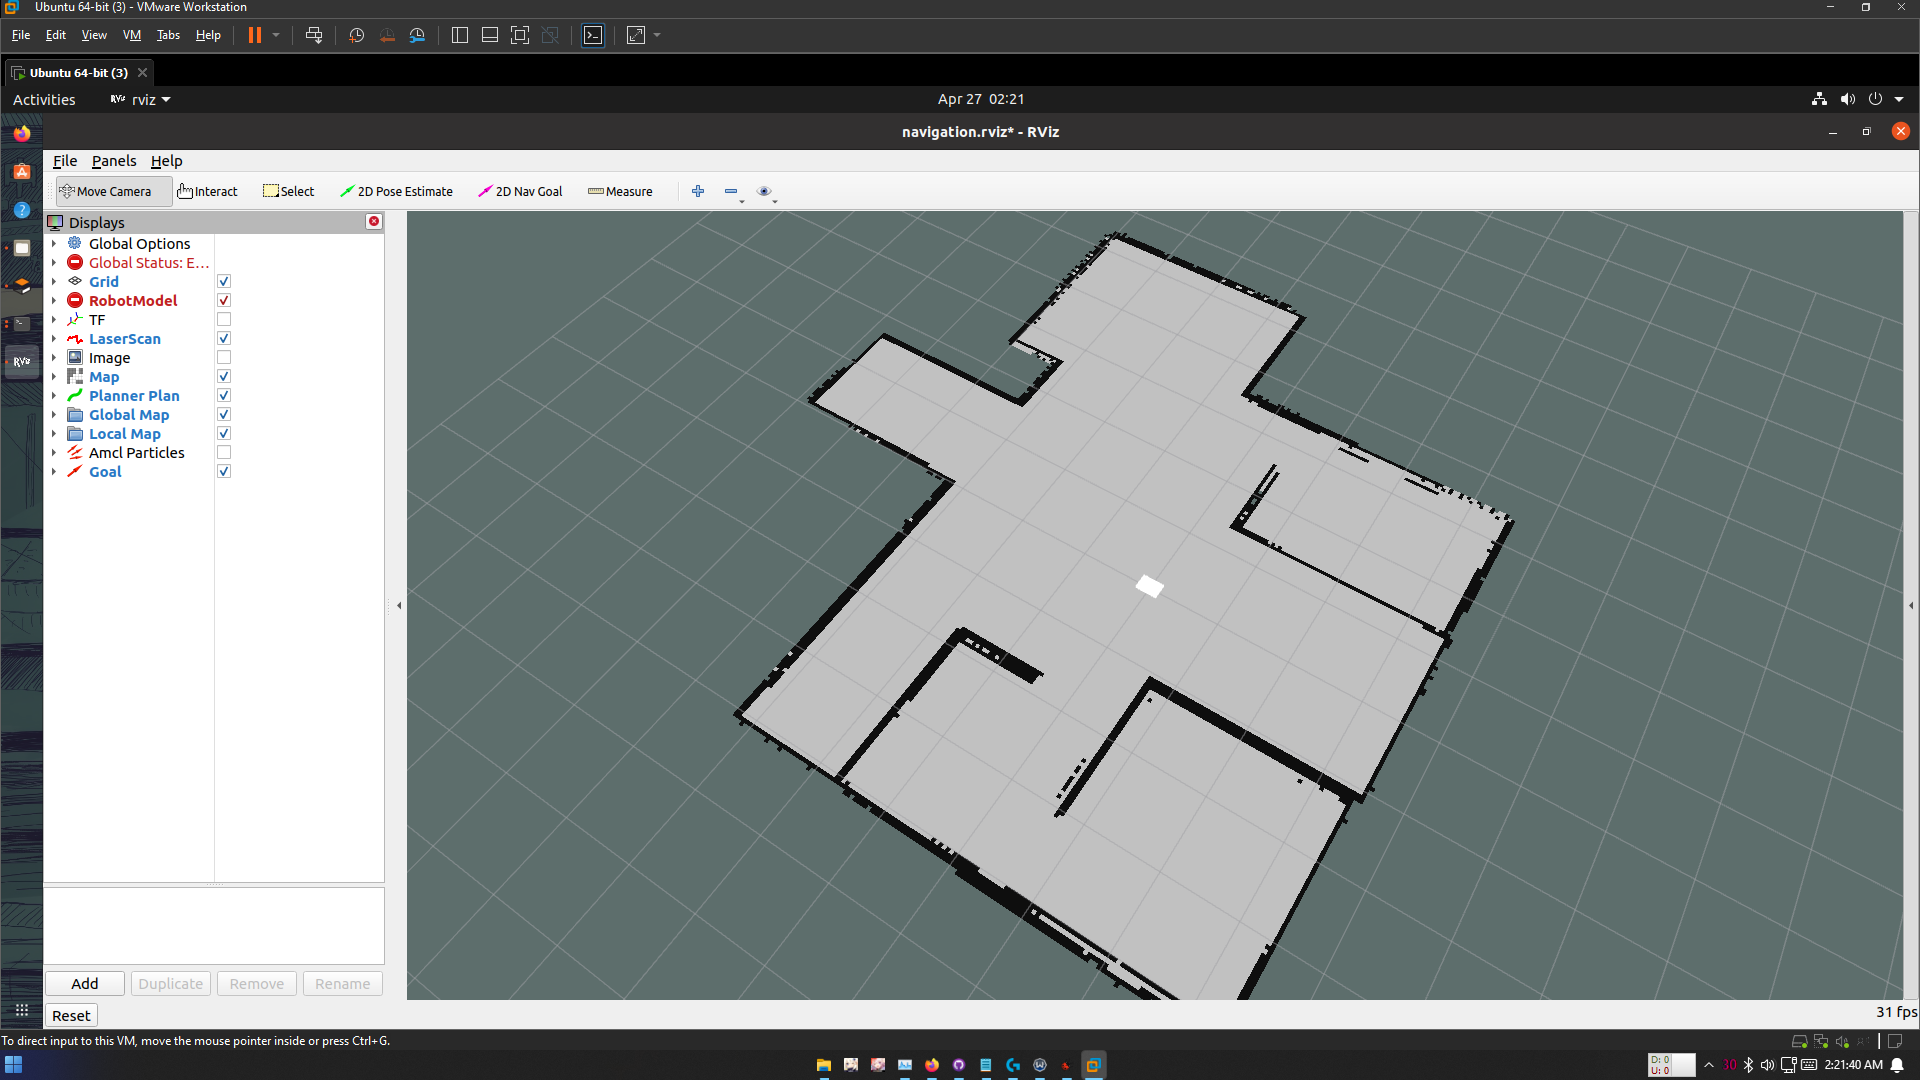 Ubuntu 64-bit (3) - VMware Workstation
File Edit View VM Tabs Help
Ubuntu 64-bit (3)
Activities rviz Apr 27 02:21
navigation.rviz* - RViz
File Panels Help
Move Camera Interact Select 2D Pose Estimate 2D Nav Goal Measure
Displays
Global Options
Global Status: E...
Grid
RobotModel
TF
LaserScan
Image
Map
Planner Plan
Global Map
Local Map
Amcl Particles
Goal
Add Duplicate Remove Rename
Reset
31 fps
To direct input to this VM, move the mouse pointer inside or press Ctrl+G.
D: 0
U: 0
30
2:21:40 AM